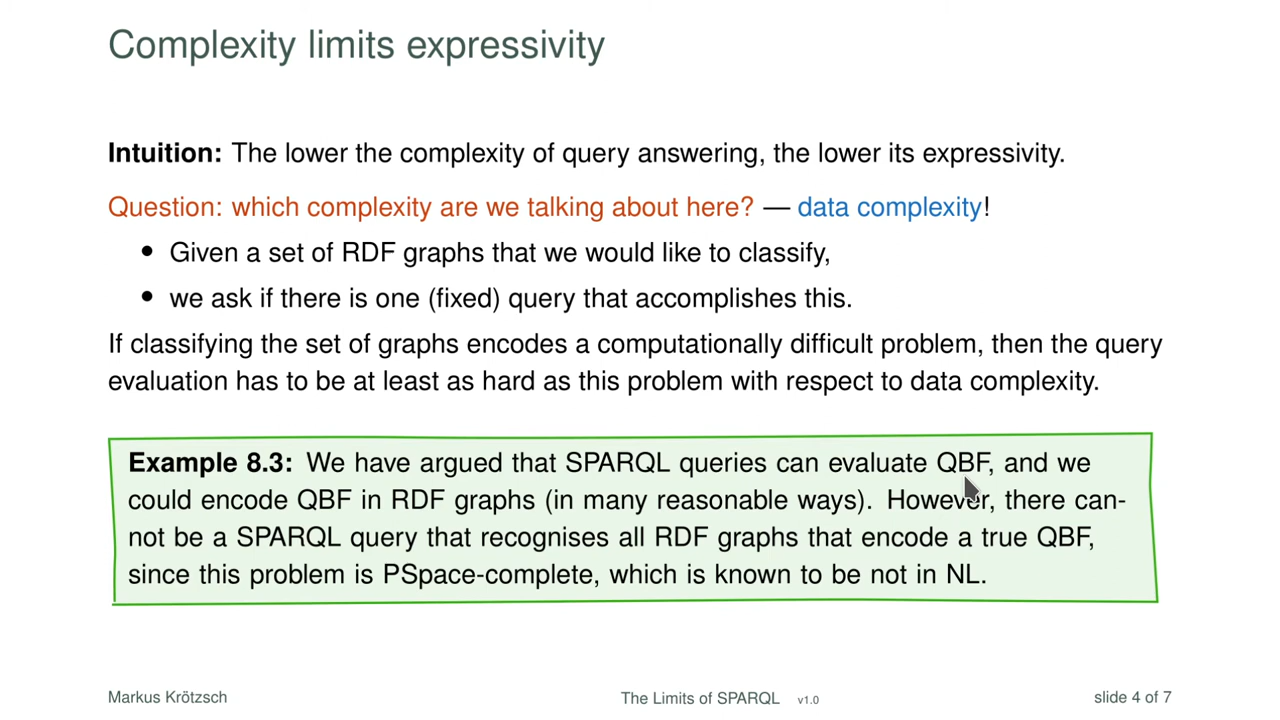 Complexity limits expressivity
Intuition: The lower the complexity of query answering, the lower its expressivity.
Question: which complexity are we talking about here? — data complexity!
• Given a set of RDF graphs that we would like to classify,
• we ask if there is one (fixed) query that accomplishes this.
If classifying the set of graphs encodes a computationally difficult problem, then the query
evaluation has to be at least as hard as this problem with respect to data complexity.
Example 8.3: We have argued that SPARQL queries can evaluate QBF, and we
could encode QBF in RDF graphs (in many reasonable ways). However, there can-
not be a SPARQL query that recognises all RDF graphs that encode a true QBF,
since this problem is PSpace-complete, which is known to be not in NL.
Markus Krötzsch The Limits of SPARQL v1.0 slide 4 of 7